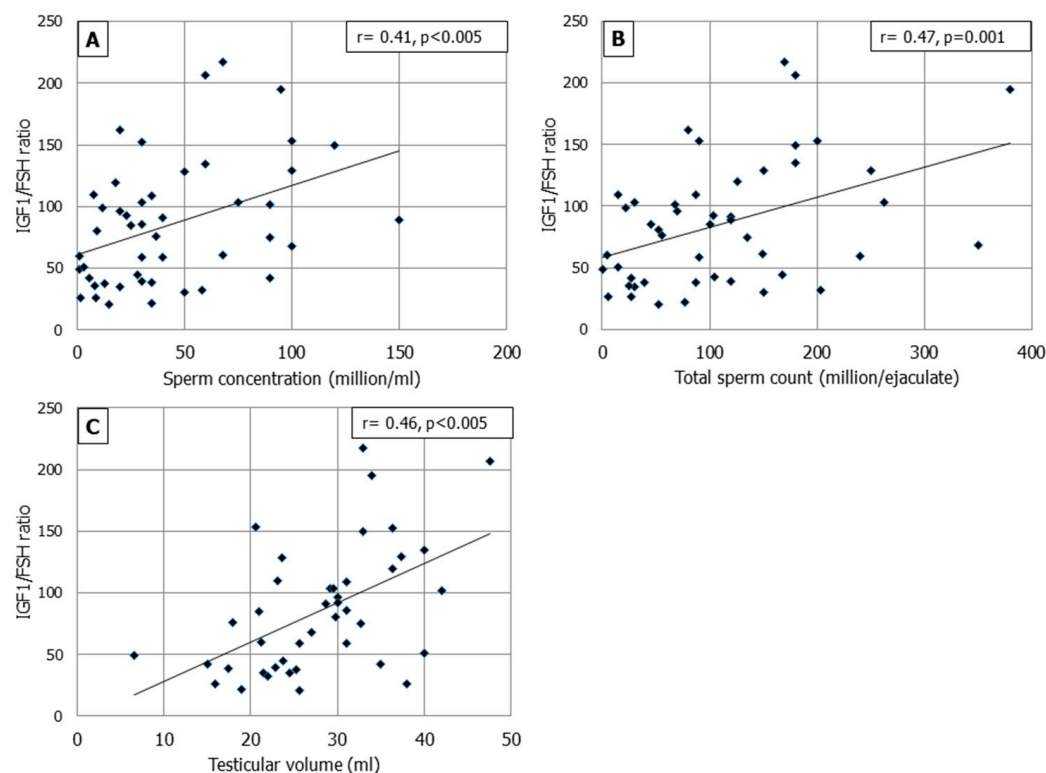 A
r= 0.41, p<0.005
IGF1/FSH ratio
250
200
150
100
50
0
0 50 100 150 200
Sperm concentration (million/ml)
B
r= 0.47, p=0.001
IGF1/FSH ratio
250
200
150
100
50
0
0 100 200 300 400
Total sperm count (million/ejaculate)
C
r= 0.46, p<0.005
IGF1/FSH ratio
250
200
150
100
50
0
0 10 20 30 40 50
Testicular volume (ml)